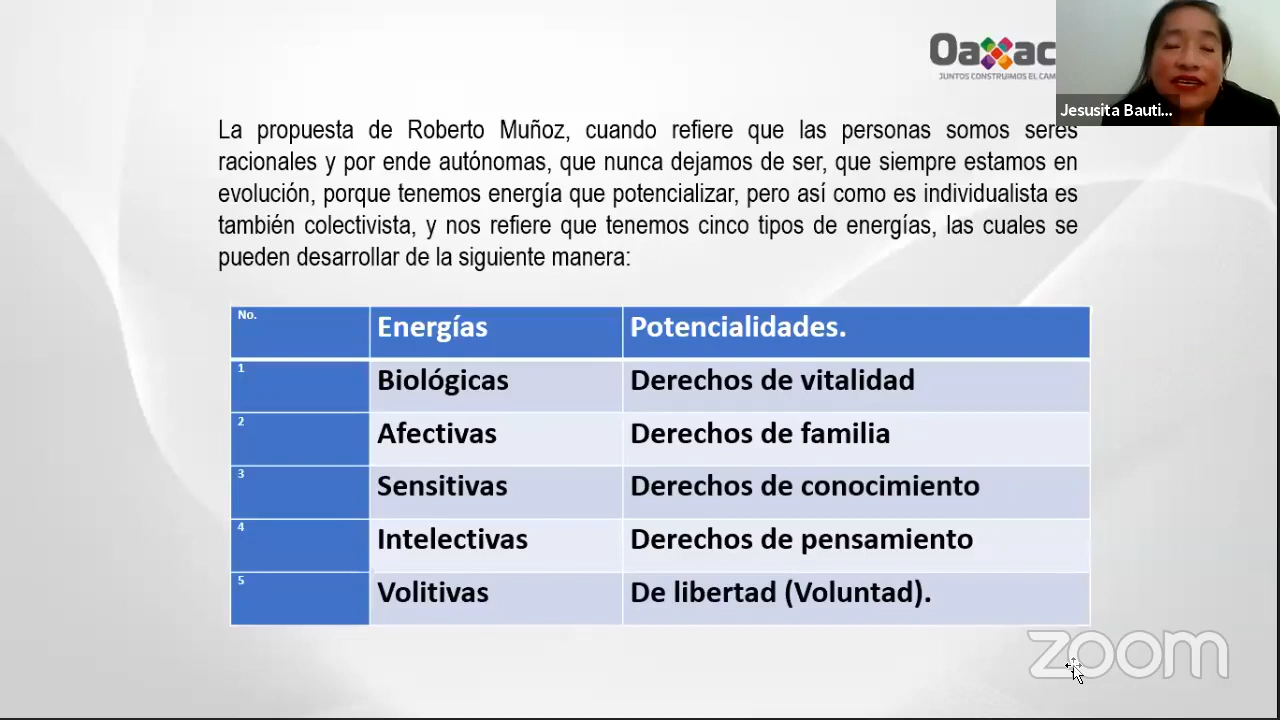 Oaxac
JUNTOS CONSTRUIMOS EL CAM
Jesusita Bauti...
La propuesta de Roberto Muñoz, cuando refiere que las personas somos seres
racionales y por ende autónomas, que nunca dejamos de ser, que siempre estamos en
evolución, porque tenemos energía que potencializar, pero así como es individualista es
también colectivista, y nos refiere que tenemos cinco tipos de energías, las cuales se
pueden desarrollar de la siguiente manera:
No. Energías Potencialidades.
1 Biológicas Derechos de vitalidad
2 Afectivas Derechos de familia
3 Sensitivas Derechos de conocimiento
4 Intelectivas Derechos de pensamiento
5 Volitivas De libertad (Voluntad).
zoom